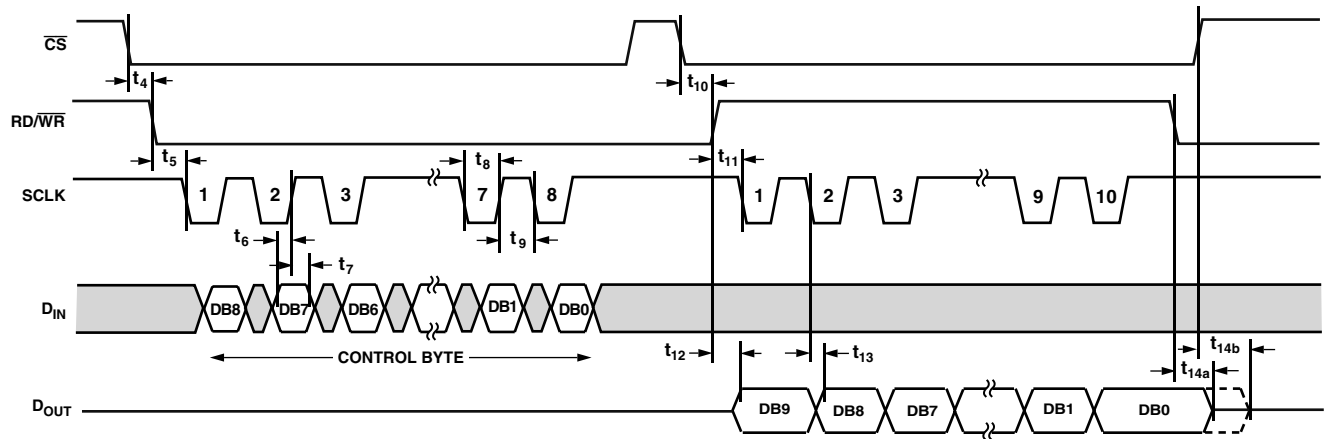 CS
t4
t10
RD/WR
t5
t8
t11
SCLK
1 2 3 7 8 1 2 3 9 10
t6
t9
t7
DIN
DB8 DB7 DB6 DB1 DB0
CONTROL BYTE
t12
t13
t14b
t14a
DOUT
DB9 DB8 DB7 DB1 DB0